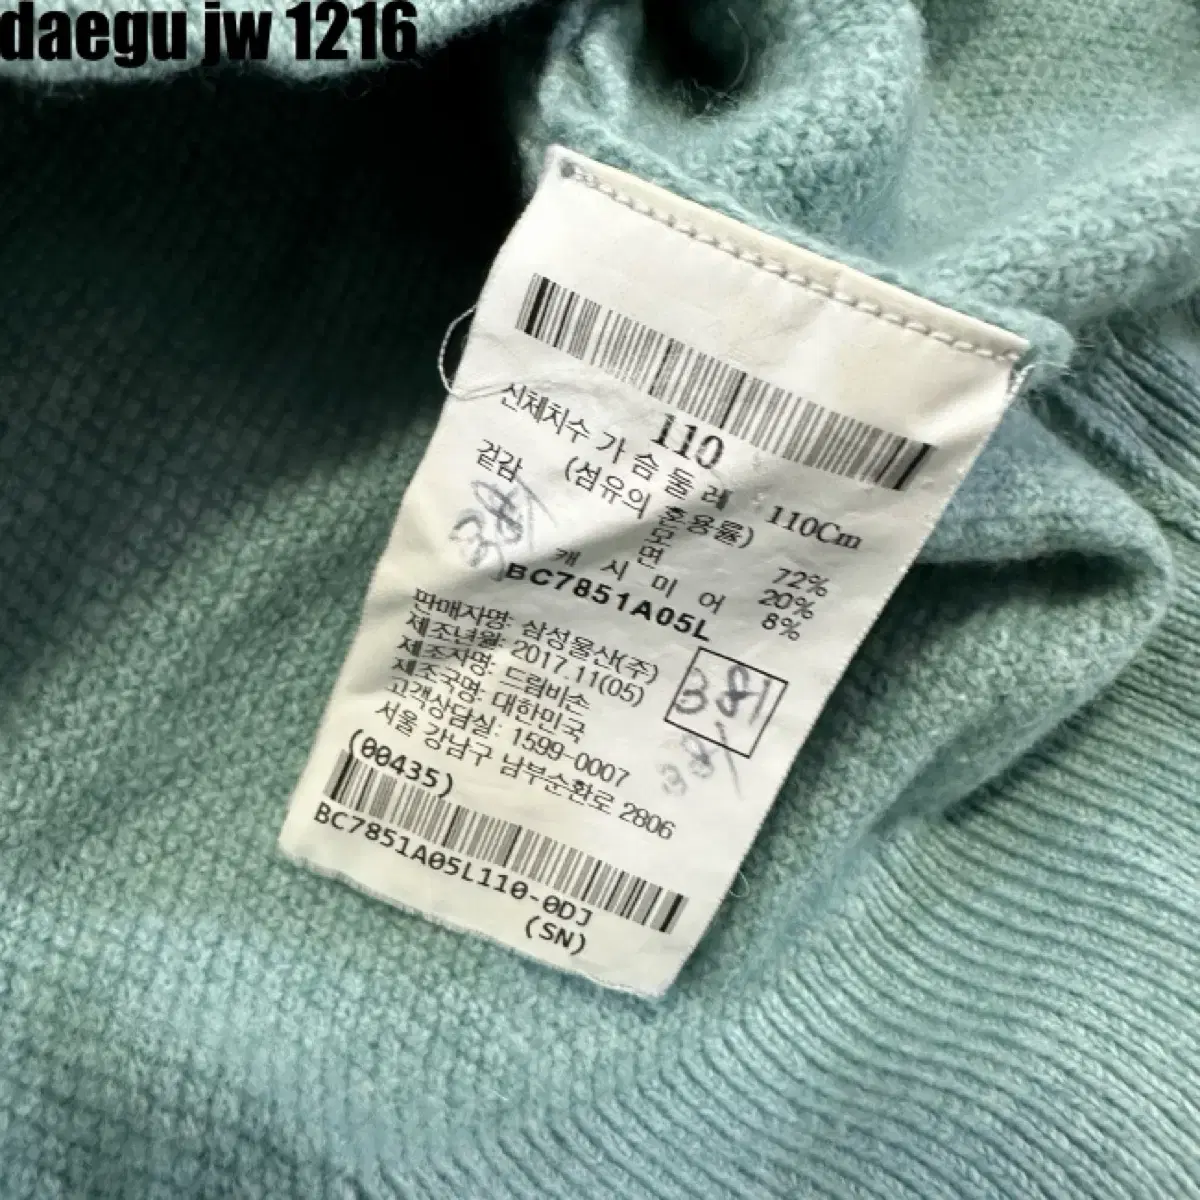 daegu jw 1216
110
신체치수 가 슴 둘 레 110Cm
겉감 (섬유의 혼용률)
모 72%
면 20%
캐 시 미 어 8%
BC7851A05L
판매자명: 삼성물산(주)
제조년월: 2017.11(05)
제조자명: 드림비손
제조국명: 대한민국
고객상담실: 1599-0007
서울 강남구 남부순환로 2806
(00435)
381
BC7851A05L110-0DJ
(SN)